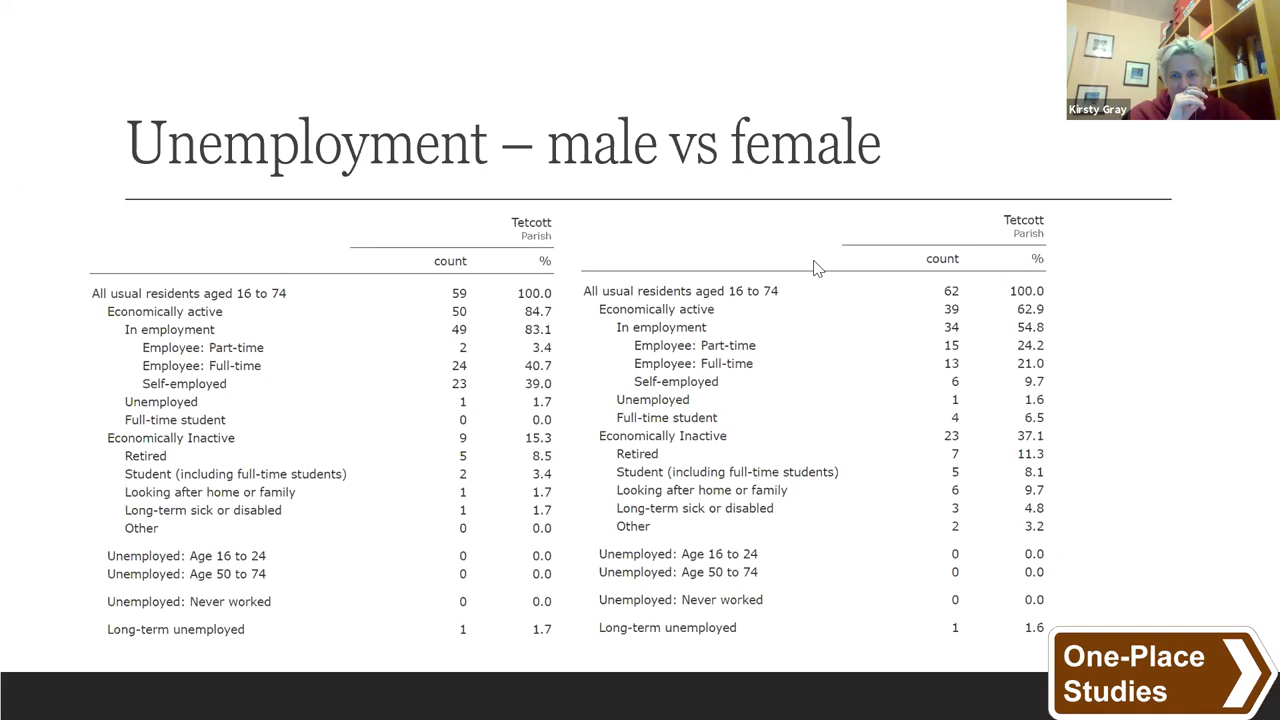 Kirsty Gray
Unemployment – male vs female
Tetcott
Parish
count %
All usual residents aged 16 to 74 59 100.0
Economically active 50 84.7
In employment 49 83.1
Employee: Part-time 2 3.4
Employee: Full-time 24 40.7
Self-employed 23 39.0
Unemployed 1 1.7
Full-time student 0 0.0
Economically Inactive 9 15.3
Retired 5 8.5
Student (including full-time students) 2 3.4
Looking after home or family 1 1.7
Long-term sick or disabled 1 1.7
Other 0 0.0
Unemployed: Age 16 to 24 0 0.0
Unemployed: Age 50 to 74 0 0.0
Unemployed: Never worked 0 0.0
Long-term unemployed 1 1.7
Tetcott
Parish
count %
All usual residents aged 16 to 74 62 100.0
Economically active 39 62.9
In employment 34 54.8
Employee: Part-time 15 24.2
Employee: Full-time 13 21.0
Self-employed 6 9.7
Unemployed 1 1.6
Full-time student 4 6.5
Economically Inactive 23 37.1
Retired 7 11.3
Student (including full-time students) 5 8.1
Looking after home or family 6 9.7
Long-term sick or disabled 3 4.8
Other 2 3.2
Unemployed: Age 16 to 24 0 0.0
Unemployed: Age 50 to 74 0 0.0
Unemployed: Never worked 0 0.0
Long-term unemployed 1 1.6
One-Place
Studies